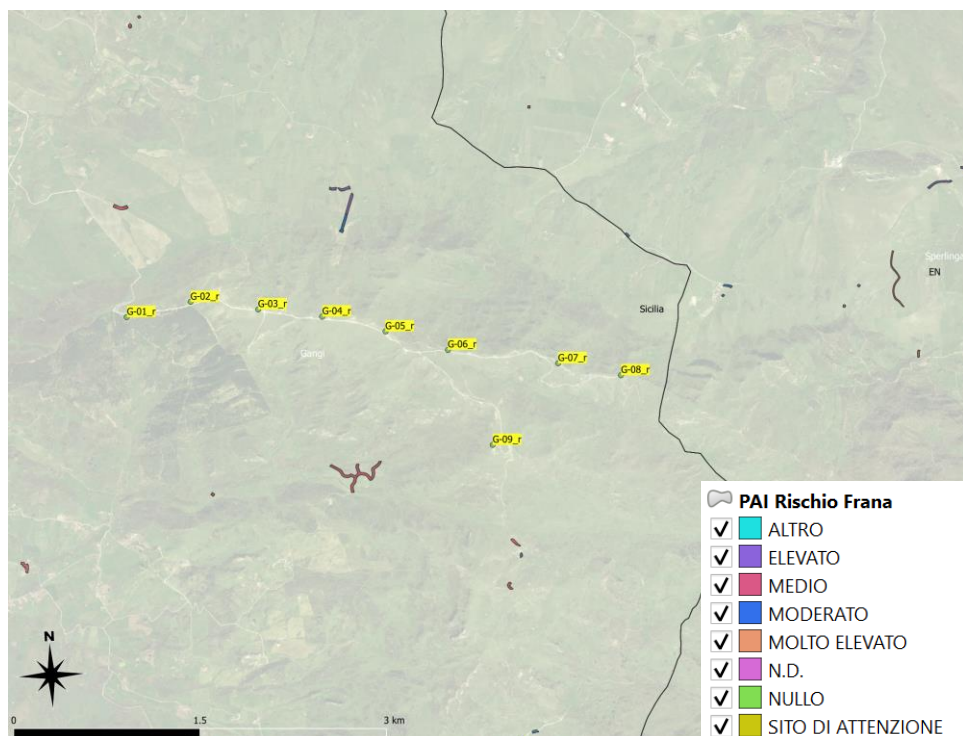 G-02_r
G-01_r
G-03_r
G-04_r
G-05_r
G-06_r
G-07_r
G-08_r
G-09_r
Gangi
Sicilia
Sperlinga
EN
N
0 1.5 3 km
PAI Rischio Frana
ALTRO
ELEVATO
MEDIO
MODERATO
MOLTO ELEVATO
N.D.
NULLO
SITO DI ATTENZIONE